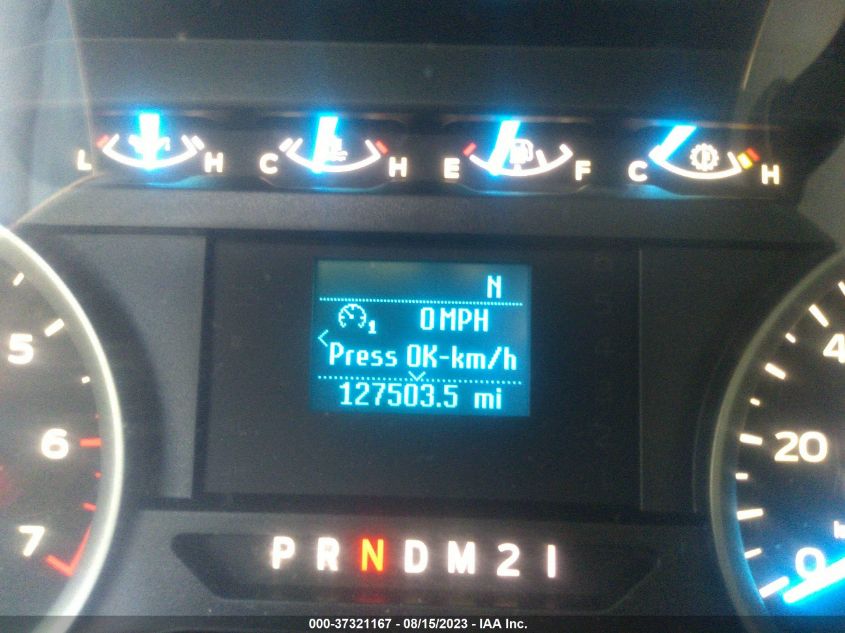 L H C H E F C H
N
1 0 MPH
Press OK-km/h
127503.5 mi
5
6
7
4
20
0
P R N D M 2 1
000-37321167 - 08/15/2023 - IAA Inc.